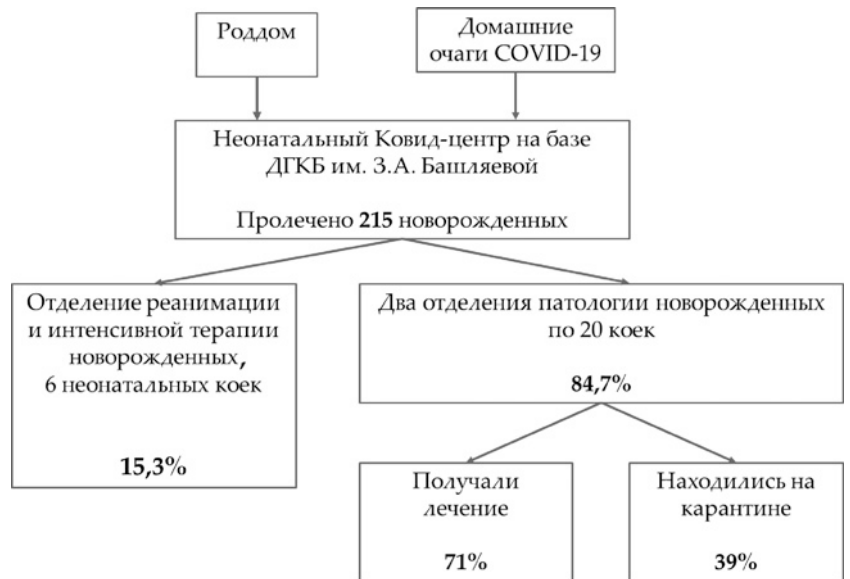 Роддом
Домашние
очаги COVID-19
Неонатальный Ковид-центр на базе
ДГКБ им. З.А. Башляевой
Пролечено 215 новорожденных
Отделение реанимации
и интенсивной терапии
новорожденных,
6 неонатальных коек
15,3%
Два отделения патологии новорожденных
по 20 коек
84,7%
Получали
лечение
71%
Находились на
карантине
39%